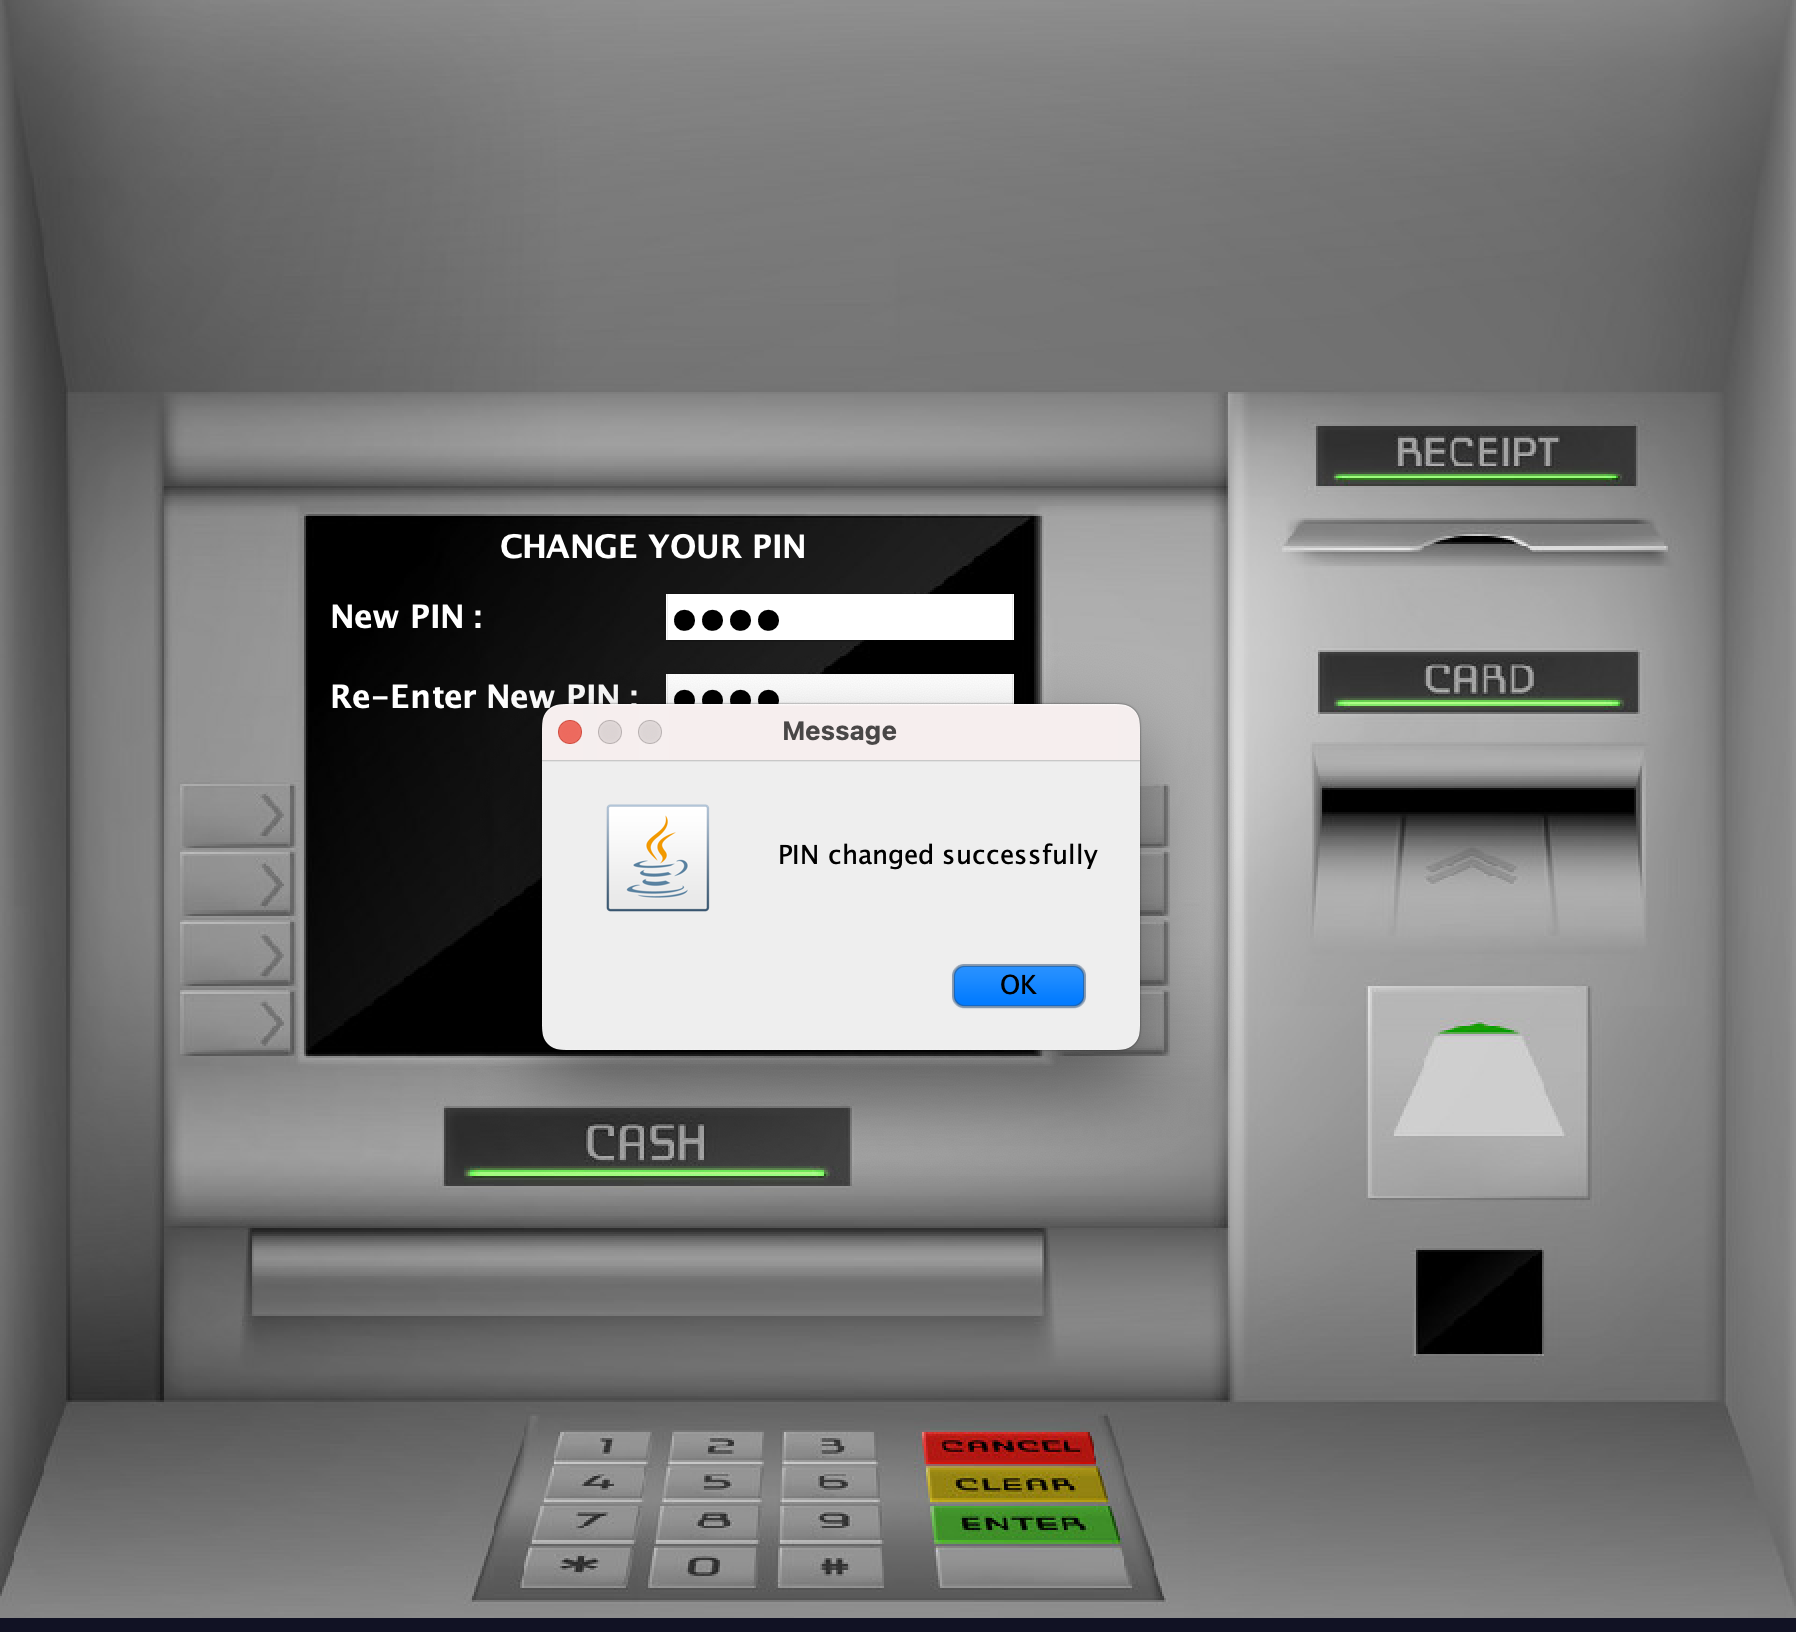 RECEIPT
CHANGE YOUR PIN
New PIN :
CARD
Re-Enter New PIN :
Message
PIN changed successfully
OK
CASH
1 2 3 CANCEL
4 5 6 CLEAR
7 8 9 ENTER
* 0 #